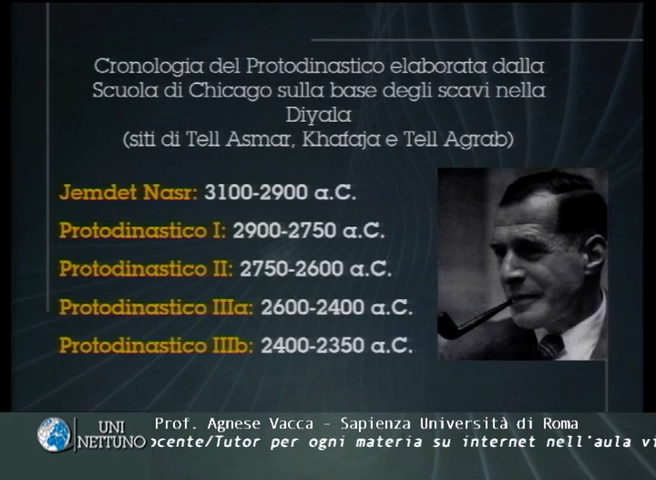 Cronologia del Protodinastico elaborata dalla
Scuola di Chicago sulla base degli scavi nella
Diyala
(siti di Tell Asmar, Khafaja e Tell Agrab)
Jemdet Nasr: 3100-2900 a.C.
Protodinastico I: 2900-2750 a.C.
Protodinastico II: 2750-2600 a.C.
Protodinastico IIIa: 2600-2400 a.C.
Protodinastico IIIb: 2400-2350 a.C.
UNI
NETTUNO
Prof. Agnese Vacca - Sapienza Università di Roma
ocente/Tutor per ogni materia su internet nell'aula vi